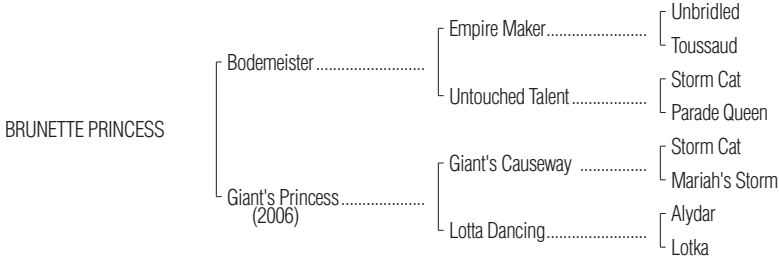 Unbridled
Empire Maker..........................
Toussaud
Bodemeister..........................
Storm Cat
Untouched Talent....................
Parade Queen
BRUNETTE PRINCESS
Storm Cat
Giant's Causeway ................
Mariah's Storm
Giant's Princess....................
(2006)
Alydar
Lotta Dancing........................
Lotka